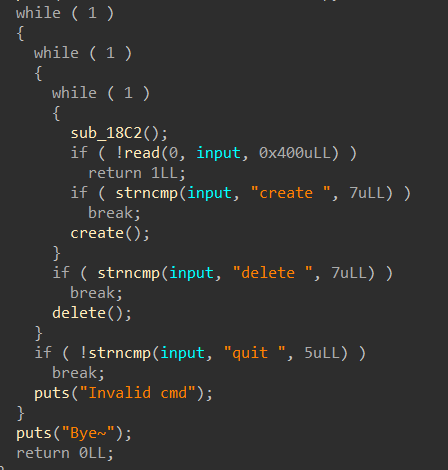 while ( 1 )
{
  while ( 1 )
  {
    while ( 1 )
    {
      sub_18C2();
      if ( !read(0, input, 0x400uLL) )
        return 1LL;
      if ( strncmp(input, "create ", 7uLL) )
        break;
      create();
    }
    if ( strncmp(input, "delete ", 7uLL) )
      break;
    delete();
  }
  if ( !strncmp(input, "quit ", 5uLL) )
    break;
  puts("Invalid cmd");
}
puts("Bye~");
return 0LL;